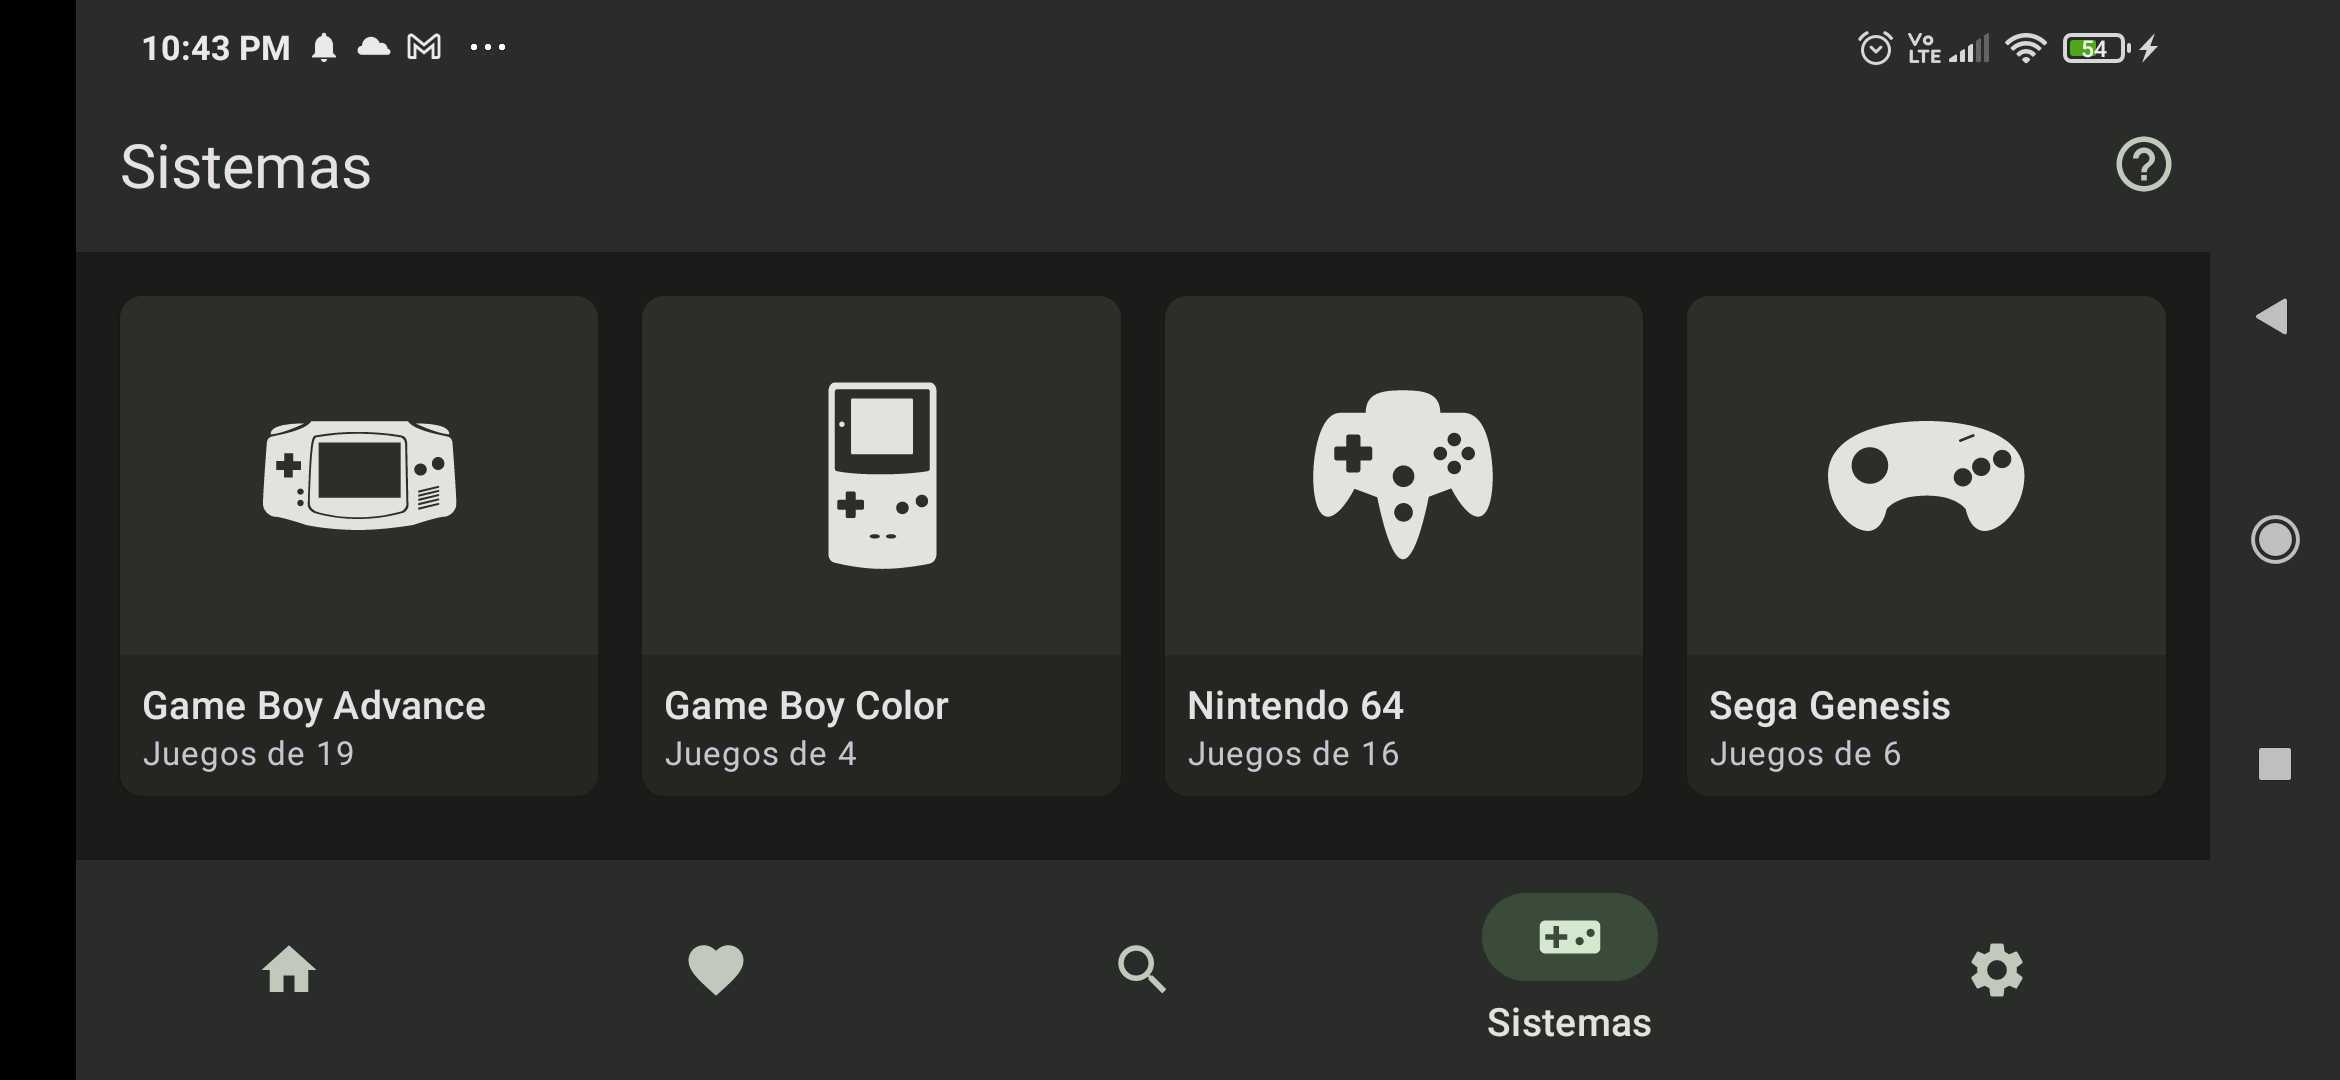 10:43 PM
Vo
LTE
54
Sistemas
Game Boy Advance
Juegos de 19
Game Boy Color
Juegos de 4
Nintendo 64
Juegos de 16
Sega Genesis
Juegos de 6
Sistemas